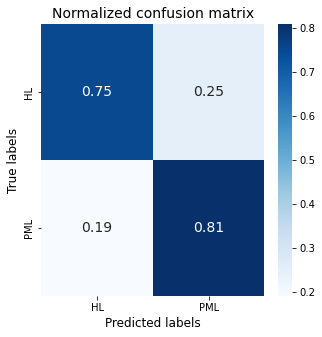 Normalized confusion matrix
True labels
HL
0.75
0.25
PML
0.19
0.81
HL
PML
Predicted labels
0.8
0.7
0.6
0.5
0.4
0.3
0.2